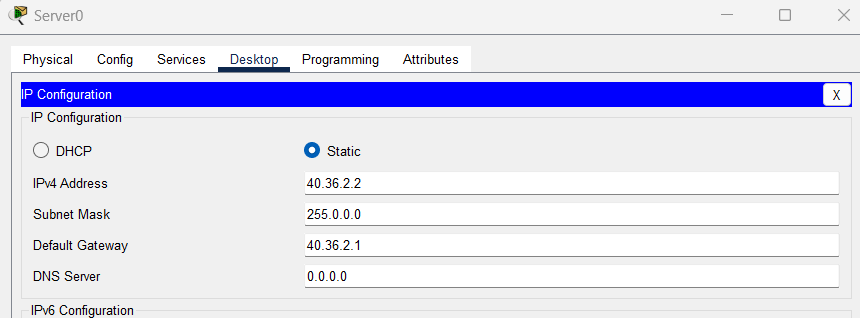 Server0
Physical Config Services Desktop Programming Attributes
IP Configuration X
IP Configuration
DHCP Static
IPv4 Address 40.36.2.2
Subnet Mask 255.0.0.0
Default Gateway 40.36.2.1
DNS Server 0.0.0.0
IPv6 Configuration